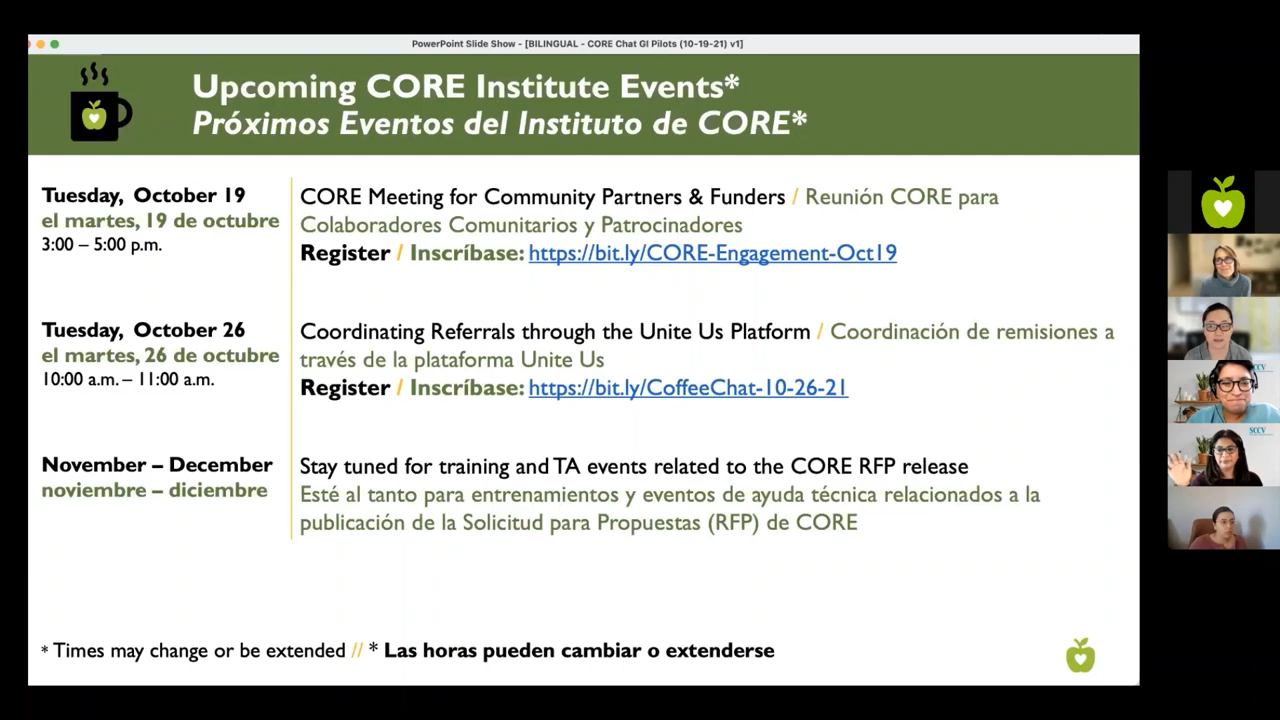 PowerPoint Slide Show - [BILINGUAL - CORE Chat GI Pilots (10-19-21) v1]
Upcoming CORE Institute Events*
Próximos Eventos del Instituto de CORE*
Tuesday, October 19
el martes, 19 de octubre
3:00 – 5:00 p.m.
CORE Meeting for Community Partners & Funders / Reunión CORE para
Colaboradores Comunitarios y Patrocinadores
Register / Inscríbase: https://bit.ly/CORE-Engagement-Oct19
Tuesday, October 26
el martes, 26 de octubre
10:00 a.m. – 11:00 a.m.
Coordinating Referrals through the Unite Us Platform / Coordinación de remisiones a
través de la plataforma Unite Us
Register / Inscríbase: https://bit.ly/CoffeeChat-10-26-21
November – December
noviembre – diciembre
Stay tuned for training and TA events related to the CORE RFP release
Esté al tanto para entrenamientos y eventos de ayuda técnica relacionados a la
publicación de la Solicitud para Propuestas (RFP) de CORE
* Times may change or be extended // * Las horas pueden cambiar o extenderse
SCCV